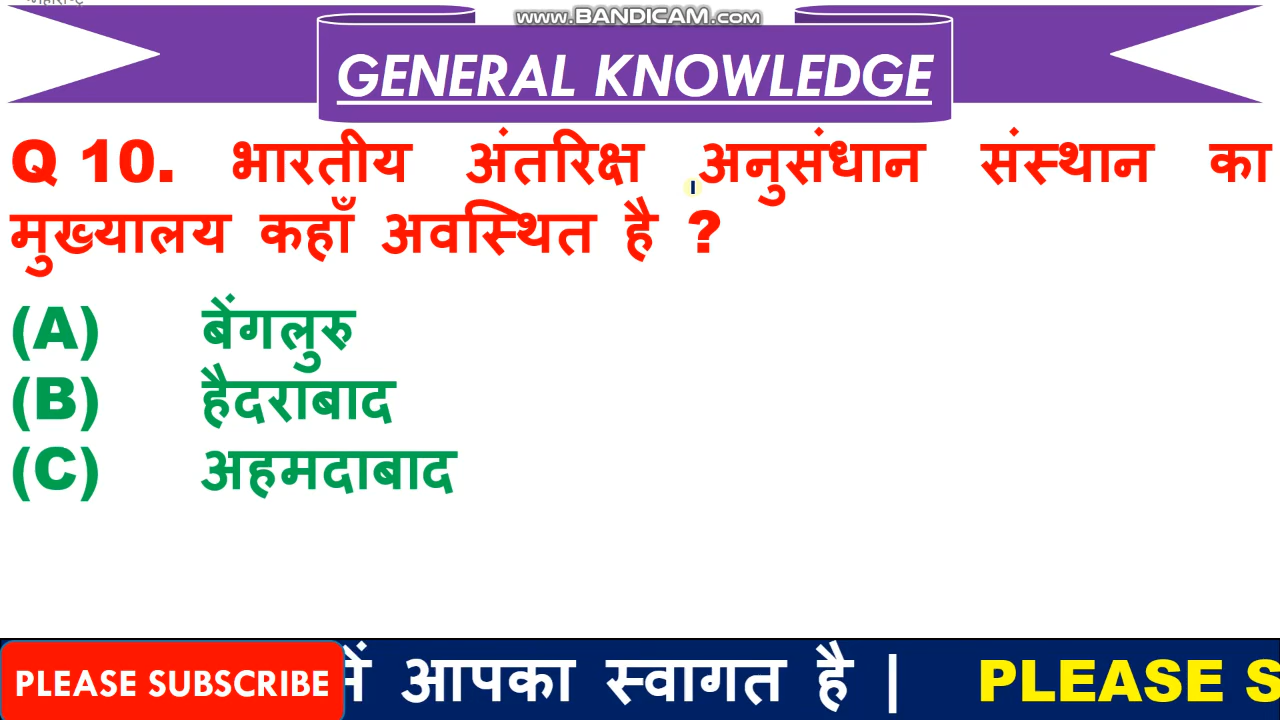 www.BANDICAM.com
GENERAL KNOWLEDGE
Q 10. भारतीय अंतरिक्ष अनुसंधान संस्थान का
मुख्यालय कहाँ अवस्थित है ?
(A) बेंगलुरु
(B) हैदराबाद
(C) अहमदाबाद
PLEASE SUBSCRIBE
में आपका स्वागत है | PLEASE S